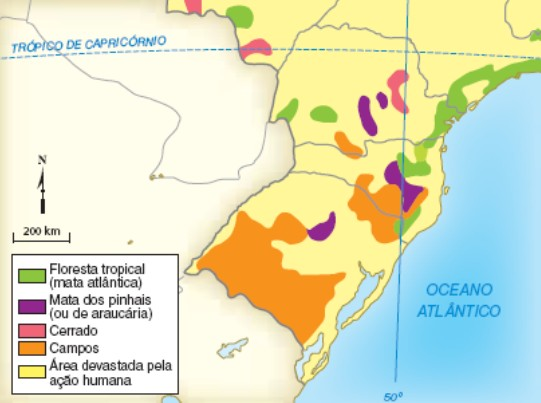 TRÓPICO DE CAPRICÓRNIO
N
200 km
Floresta tropical
(mata atlântica)
Mata dos pinhais
(ou de araucária)
Cerrado
Campos
Área devastada pela
ação humana
OCEANO
ATLÂNTICO
50º